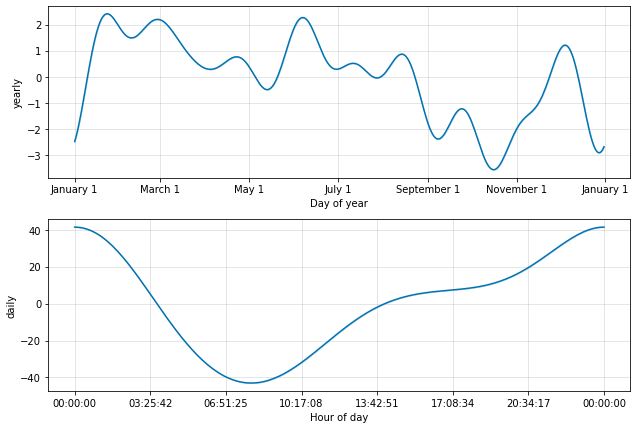 2
1
0
−1
−2
−3
yearly
January 1 March 1 May 1 July 1 September 1 November 1 January 1
Day of year
40
20
0
−20
−40
daily
00:00:00 03:25:42 06:51:25 10:17:08 13:42:51 17:08:34 20:34:17 00:00:00
Hour of day